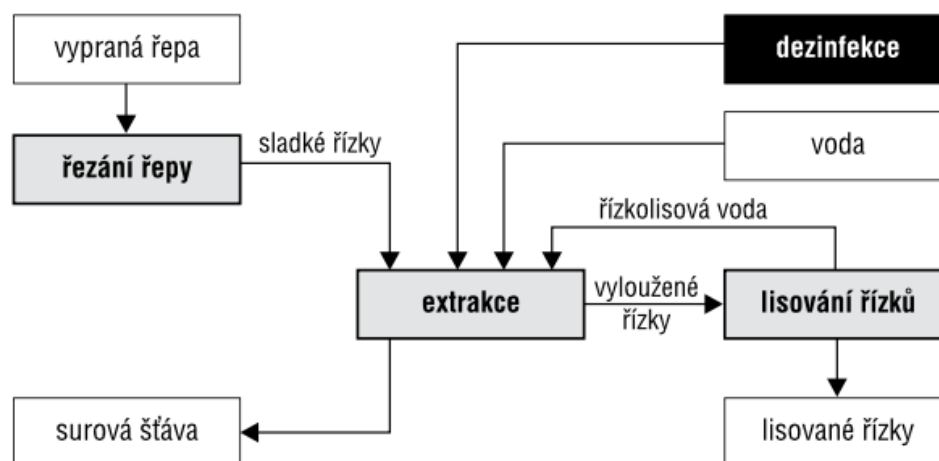 vypraná řepa
dezinfekce
řezání řepy
sladké řízky
voda
řízkolisová voda
extrakce
vyloužené
řízky
lisování řízků
surová šťáva
lisované řízky